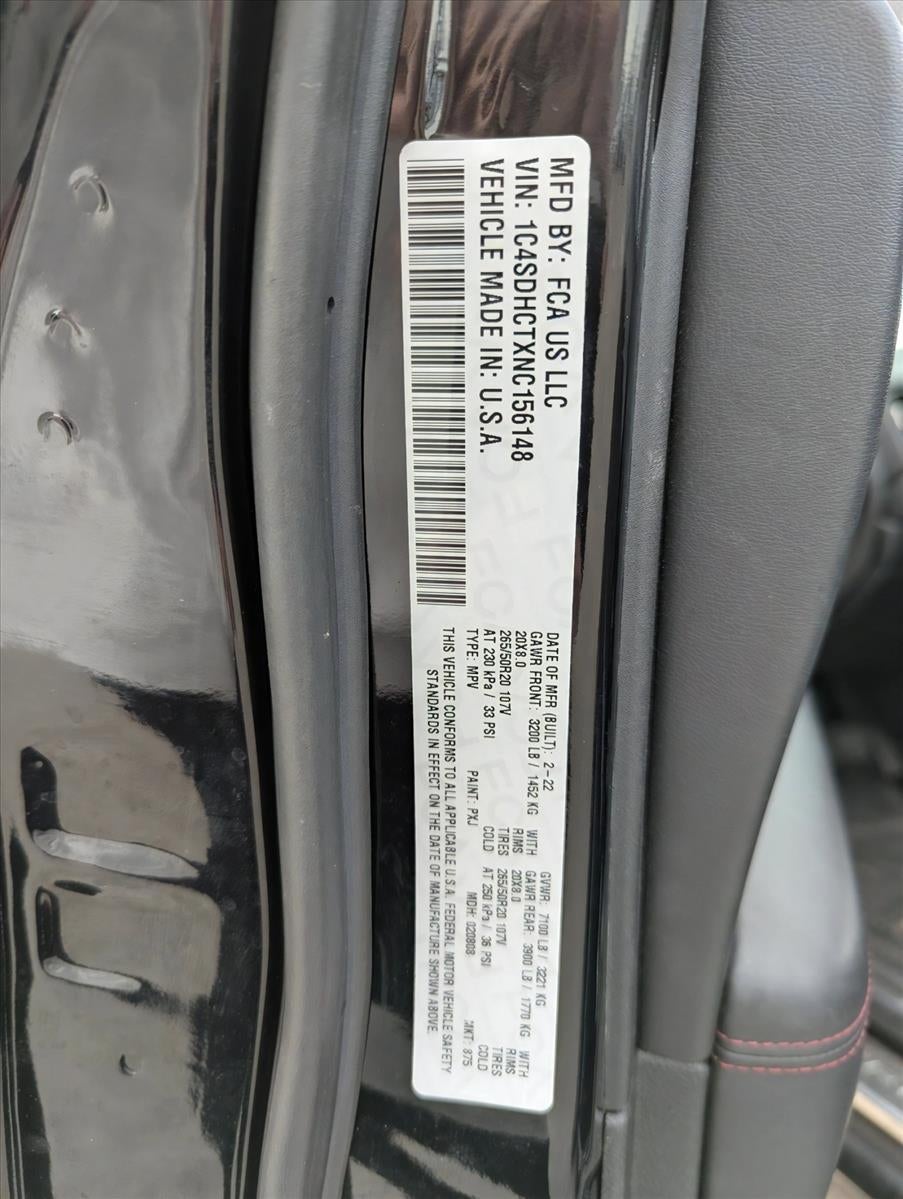 MFD BY: FCA US LLC
VIN: 1C4SDHCTXNC156148
VEHICLE MADE IN: U.S.A.
DATE OF MFR (BUILT): 2-22 GVWR: 7100 LB / 3221 KG
GAWR FRONT: 3200 LB / 1452 KG WITH GAWR REAR: 3900 LB / 1770 KG WITH
20X8.0 RIMS 20X8.0 RIMS
265/50R20 107V TIRES 265/50R20 107V TIRES
AT 230 kPa / 33 PSI COLD AT 250 kPa / 36 PSI COLD
TYPE: MPV PAINT: PXJ MDH: 020808 MKT: 875
THIS VEHICLE CONFORMS TO ALL APPLICABLE U.S.A. FEDERAL MOTOR VEHICLE SAFETY
STANDARDS IN EFFECT ON THE DATE OF MANUFACTURE SHOWN ABOVE.